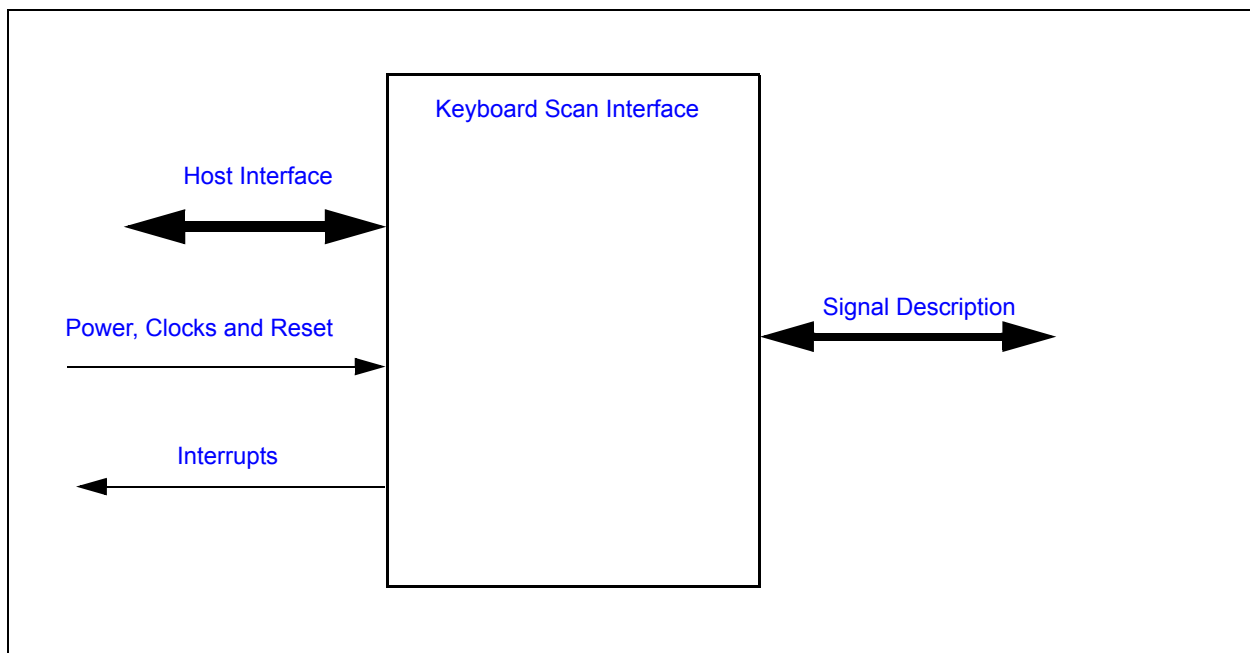 Keyboard Scan Interface
Host Interface
Signal Description
Power, Clocks and Reset
Interrupts